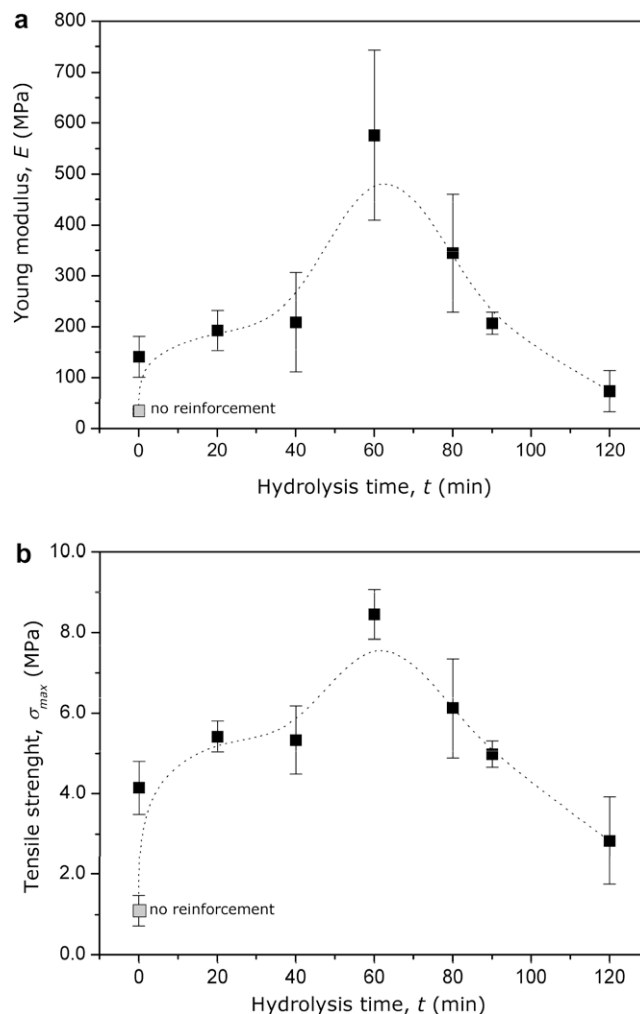 a
800
700
600
500
400
300
200
100
0
Young modulus, E (MPa)
no reinforcement
0 20 40 60 80 100 120
Hydrolysis time, t (min)
b
10.0
8.0
6.0
4.0
2.0
0.0
Tensile strenght, σmax (MPa)
no reinforcement
0 20 40 60 80 100 120
Hydrolysis time, t (min)